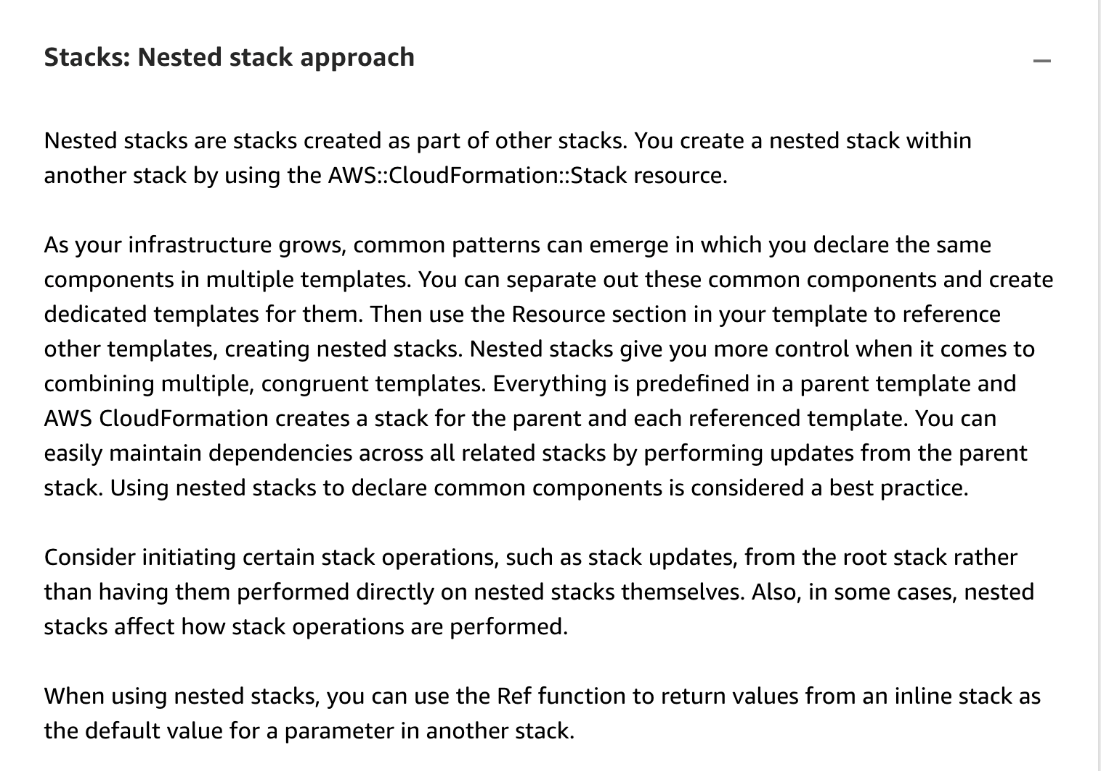 Stacks: Nested stack approach
Nested stacks are stacks created as part of other stacks. You create a nested stack within
another stack by using the AWS::CloudFormation::Stack resource.
As your infrastructure grows, common patterns can emerge in which you declare the same
components in multiple templates. You can separate out these common components and create
dedicated templates for them. Then use the Resource section in your template to reference
other templates, creating nested stacks. Nested stacks give you more control when it comes to
combining multiple, congruent templates. Everything is predefined in a parent template and
AWS CloudFormation creates a stack for the parent and each referenced template. You can
easily maintain dependencies across all related stacks by performing updates from the parent
stack. Using nested stacks to declare common components is considered a best practice.
Consider initiating certain stack operations, such as stack updates, from the root stack rather
than having them performed directly on nested stacks themselves. Also, in some cases, nested
stacks affect how stack operations are performed.
When using nested stacks, you can use the Ref function to return values from an inline stack as
the default value for a parameter in another stack.